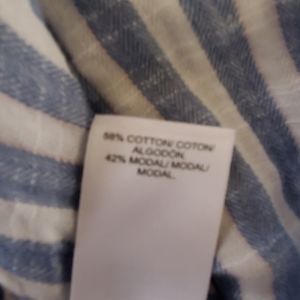 58% COTTON/ COTON/
ALGODÓN.
42% MODAL/ MODAL/
MODAL.